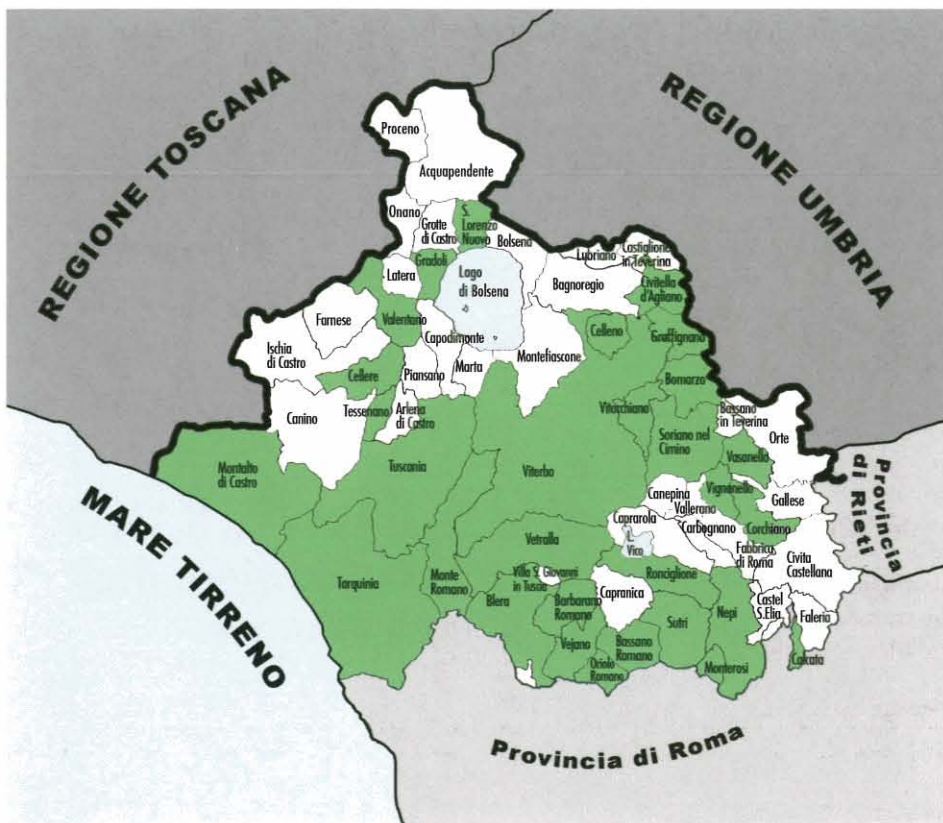 REGIONE TOSCANA
REGIONE UMBRIA
Proceno
Acquapendente
Onano
Grotte
di Castro
S.
Lorenzo
Nuovo
Bolsena
Lubriano
Castiglione
in Teverina
Latera
Gradoli
Lago
di Bolsena
Bagnoregio
Civitella
d'Agliano
Farnese
Valentano
Capodimonte
Celleno
Graffignano
Ischia
di Castro
Cellere
Piansano
Marta
Montefiascone
Bomarzo
Canino
Tessenano
Arlena
di Castro
Vitorchiano
Bassano
in Teverina
Orte
Soriano nel
Cimino
Vasanello
Montalto
di Castro
Tuscania
Viterbo
Canepina
Vallerano
Vignanello
Gallese
Provincia
di Rieti
MARE TIRRENO
Caprarola
L.
Vico
Carbognano
Corchiano
Vetralla
Fabbrica
di Roma
Civita
Castellana
Tarquinia
Monte
Romano
Villa S. Giovanni
in Tuscia
Ronciglione
Blera
Barbarano
Romano
Capranica
Castel
S.Elia
Nepi
Faleria
Sutri
Vejano
Bassano
Romano
Oriolo
Romano
Monterosi
Calcata
Provincia di Roma